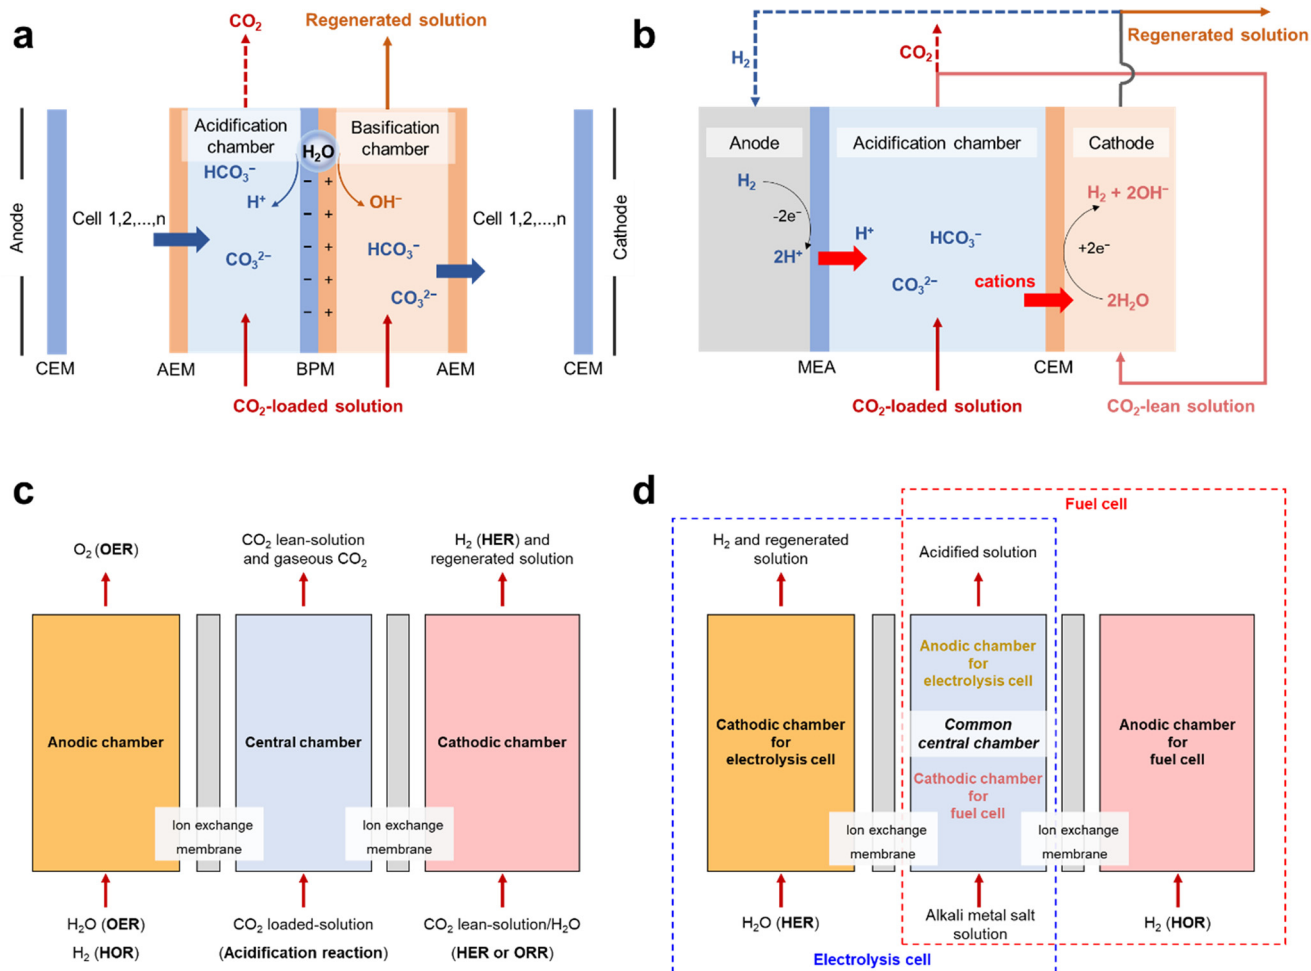 a
CO₂
Regenerated solution
Acidification
chamber
Basification
chamber
H₂O
HCO₃⁻
H⁺
OH⁻
Cell 1,2,...,n
Cell 1,2,...,n
HCO₃⁻
CO₃²⁻
CO₃²⁻
− +
− +
− +
− +
− +
Anode
Cathode
CEM
AEM
BPM
AEM
CEM
CO₂-loaded solution
b
Regenerated solution
H₂
CO₂
Anode
Acidification chamber
Cathode
H₂
H₂ + 2OH⁻
-2e⁻
H⁺
HCO₃⁻
+2e⁻
2H⁺
CO₃²⁻
cations
2H₂O
MEA
CEM
CO₂-loaded solution
CO₂-lean solution
c
O₂ (OER)
CO₂ lean-solution
and gaseous CO₂
H₂ (HER) and
regenerated solution
Anodic chamber
Central chamber
Cathodic chamber
Ion exchange
membrane
Ion exchange
membrane
H₂O (OER)
H₂ (HOR)
CO₂ loaded-solution
(Acidification reaction)
CO₂ lean-solution/H₂O
(HER or ORR)
d
Fuel cell
H₂ and regenerated
solution
Acidified solution
Cathodic chamber
for
electrolysis cell
Anodic chamber
for
electrolysis cell
Common
central chamber
Cathodic chamber
for
fuel cell
Anodic chamber
for
fuel cell
Ion exchange
membrane
Ion exchange
membrane
H₂O (HER)
Alkali metal salt
solution
H₂ (HOR)
Electrolysis cell